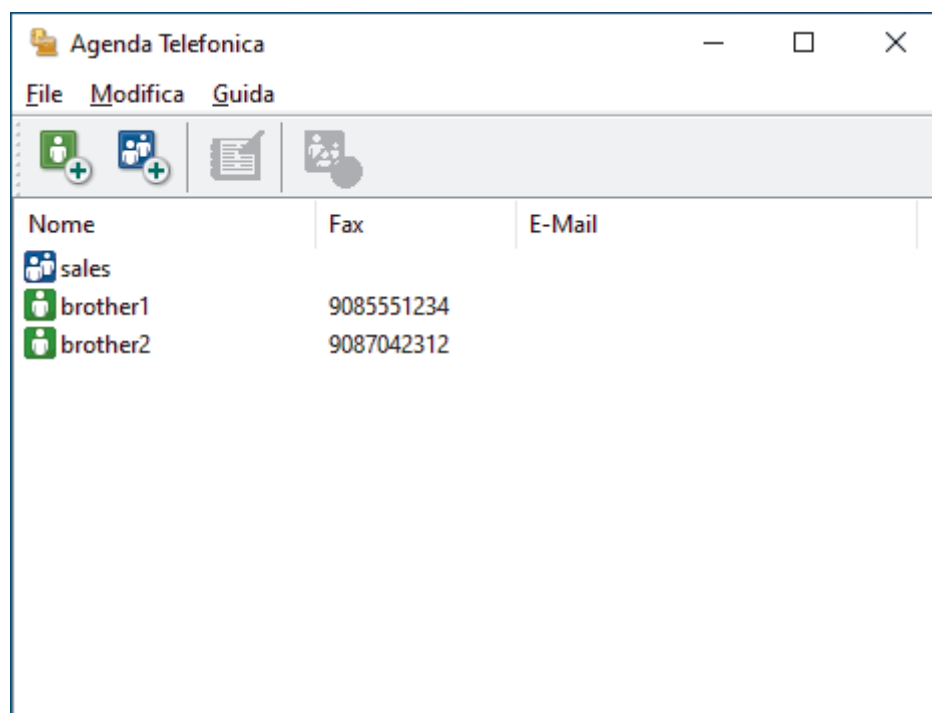 Agenda Telefonica
File Modifica Guida
Nome Fax E-Mail
sales
brother1 9085551234
brother2 9087042312